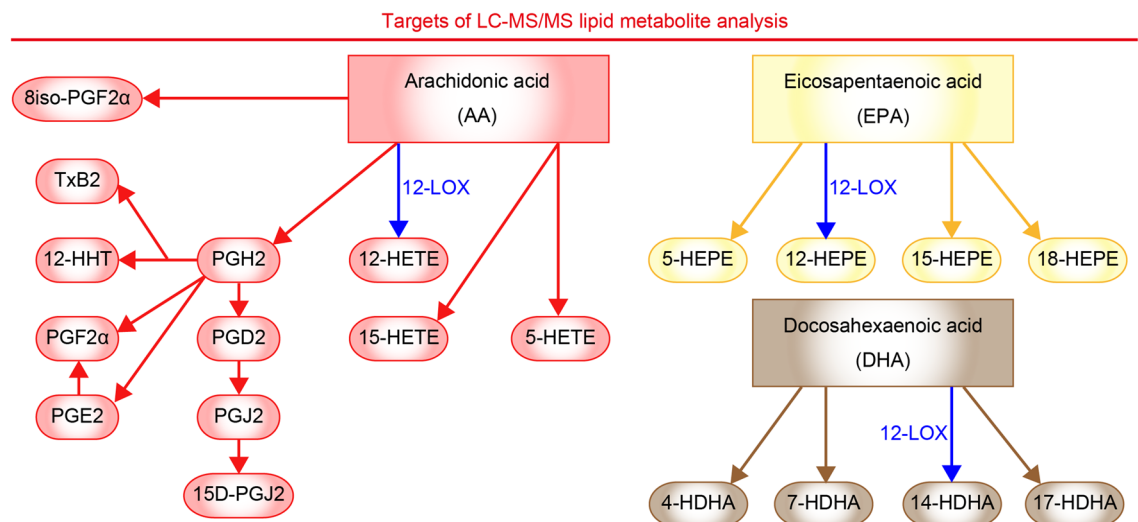 Targets of LC-MS/MS lipid metabolite analysis
Arachidonic acid
(AA)
8iso-PGF2α
TxB2
12-LOX
12-HHT
PGH2
12-HETE
PGF2α
PGD2
15-HETE
5-HETE
PGE2
PGJ2
15D-PGJ2
Eicosapentaenoic acid
(EPA)
12-LOX
5-HEPE
12-HEPE
15-HEPE
18-HEPE
Docosahexaenoic acid
(DHA)
12-LOX
4-HDHA
7-HDHA
14-HDHA
17-HDHA